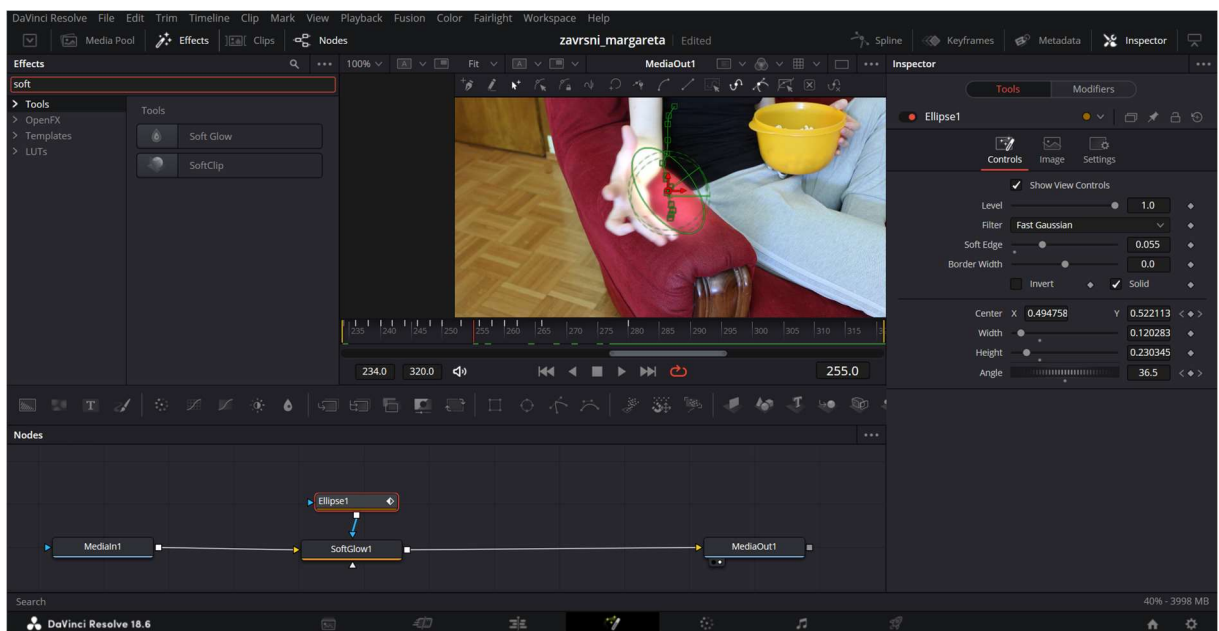 DaVinci Resolve File Edit Trim Timeline Clip Mark View Playback Fusion Color Fairlight Workspace Help
Media Pool Effects Clips Nodes zavrsni_margareta Edited Spline Keyframes Metadata Inspector
Effects 100% Fit MediaOut1 Inspector
soft
Tools
OpenFX
Templates
LUTs
Tools
Soft Glow
SoftClip
Tools Modifiers
Ellipse1
Controls Image Settings
Show View Controls
Level 1.0
Filter Fast Gaussian
Soft Edge 0.055
Border Width 0.0
Invert Solid
Center X 0.494758 Y 0.522113
Width 0.120283
Height 0.230345
Angle 36.5
235 240 245 250 255 260 265 270 275 280 285 290 295 300 305 310 315
234.0 320.0 255.0
T
Nodes
Ellipse1
MediaIn1 SoftGlow1 MediaOut1
Search 40% - 3998 MB
DaVinci Resolve 18.6